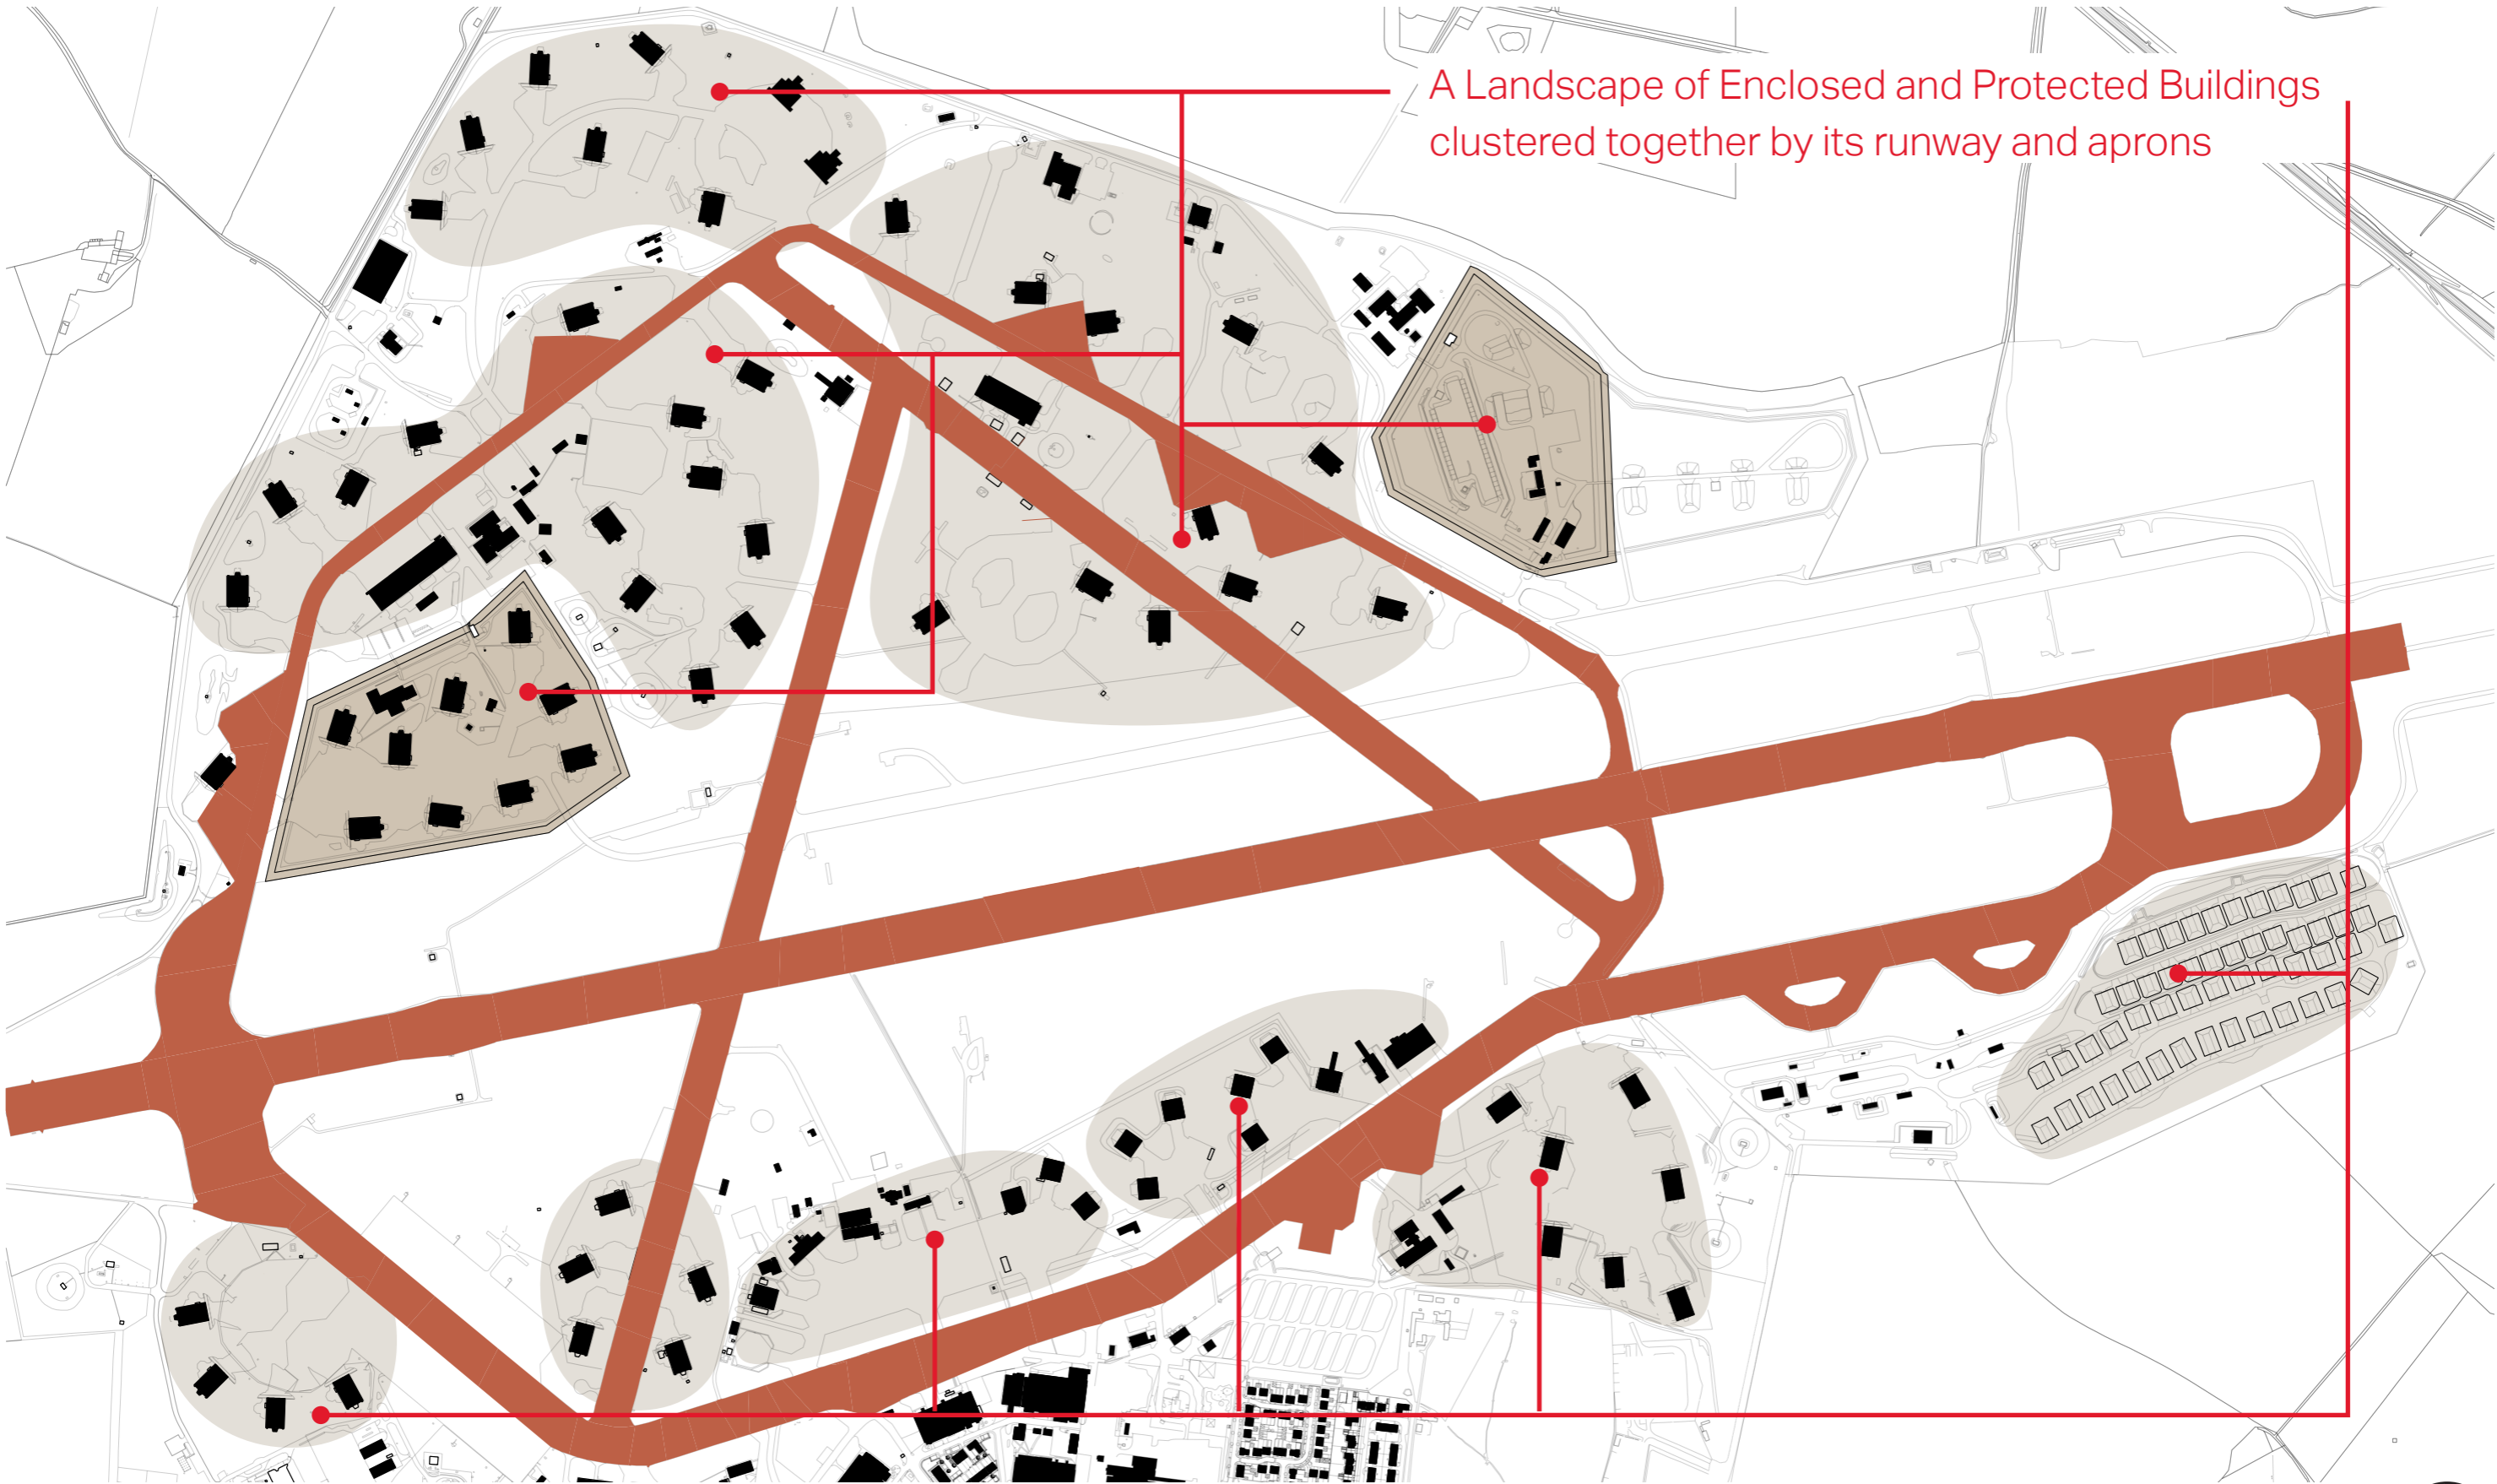 A Landscape of Enclosed and Protected Buildings
clustered together by its runway and aprons